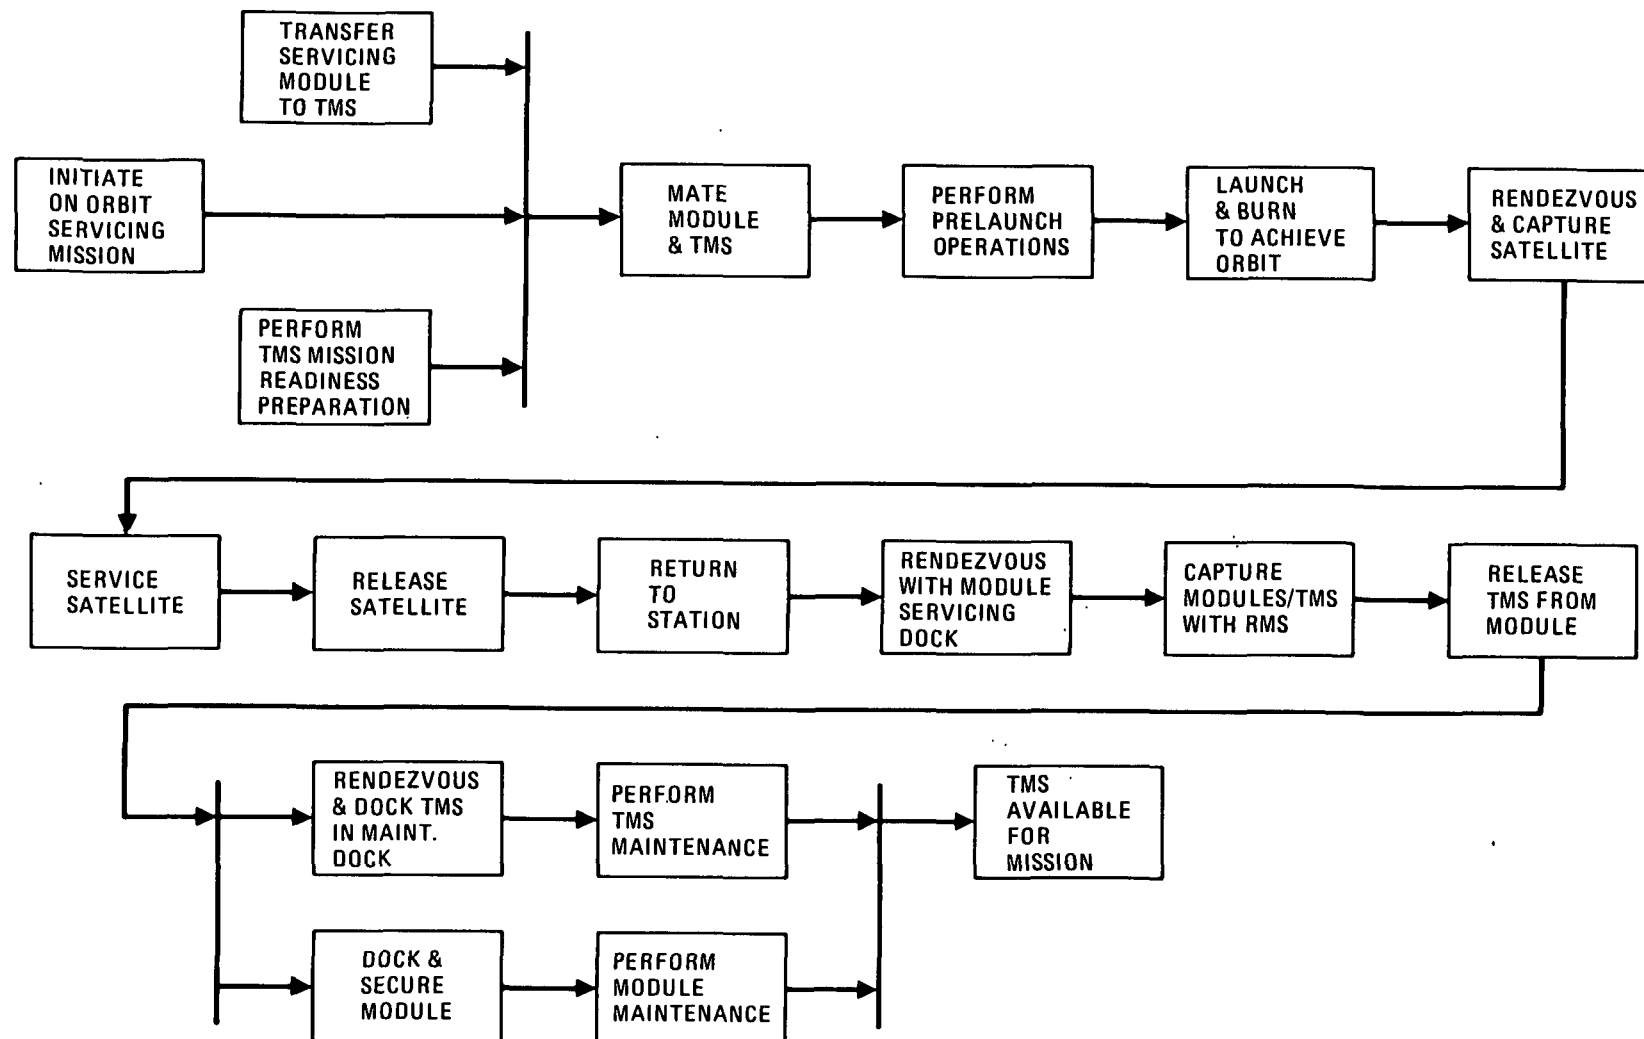 TRANSFER
SERVICING
MODULE
TO TMS
INITIATE
ON ORBIT
SERVICING
MISSION
PERFORM
TMS MISSION
READINESS
PREPARATION
MATE
MODULE
& TMS
PERFORM
PRELAUNCH
OPERATIONS
LAUNCH
& BURN
TO ACHIEVE
ORBIT
RENDEZVOUS
& CAPTURE
SATELLITE
SERVICE
SATELLITE
RELEASE
SATELLITE
RETURN
TO
STATION
RENDEZVOUS
WITH MODULE
SERVICING
DOCK
CAPTURE
MODULES/TMS
WITH RMS
RELEASE
TMS FROM
MODULE
RENDEZVOUS
& DOCK TMS
IN MAINT.
DOCK
PERFORM
TMS
MAINTENANCE
TMS
AVAILABLE
FOR
MISSION
DOCK &
SECURE
MODULE
PERFORM
MODULE
MAINTENANCE